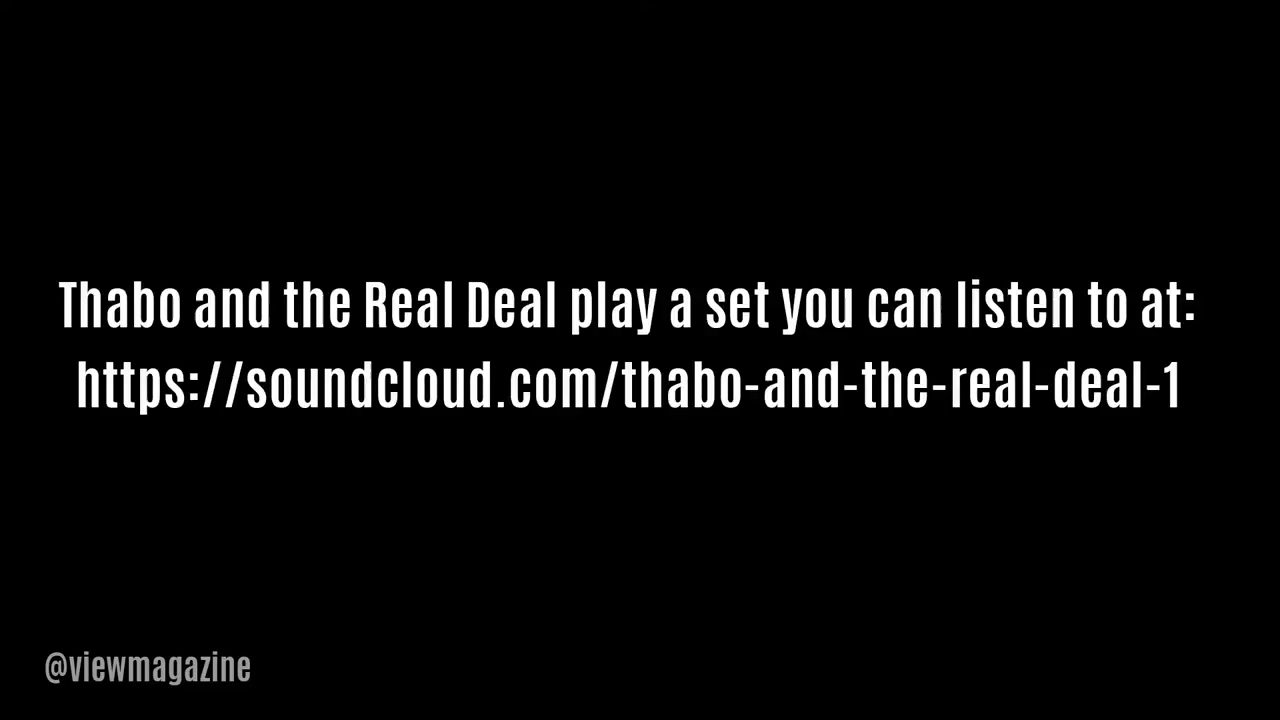 Thabo and the Real Deal play a set you can listen to at:
https://soundcloud.com/thabo-and-the-real-deal-1
@viewmagazine